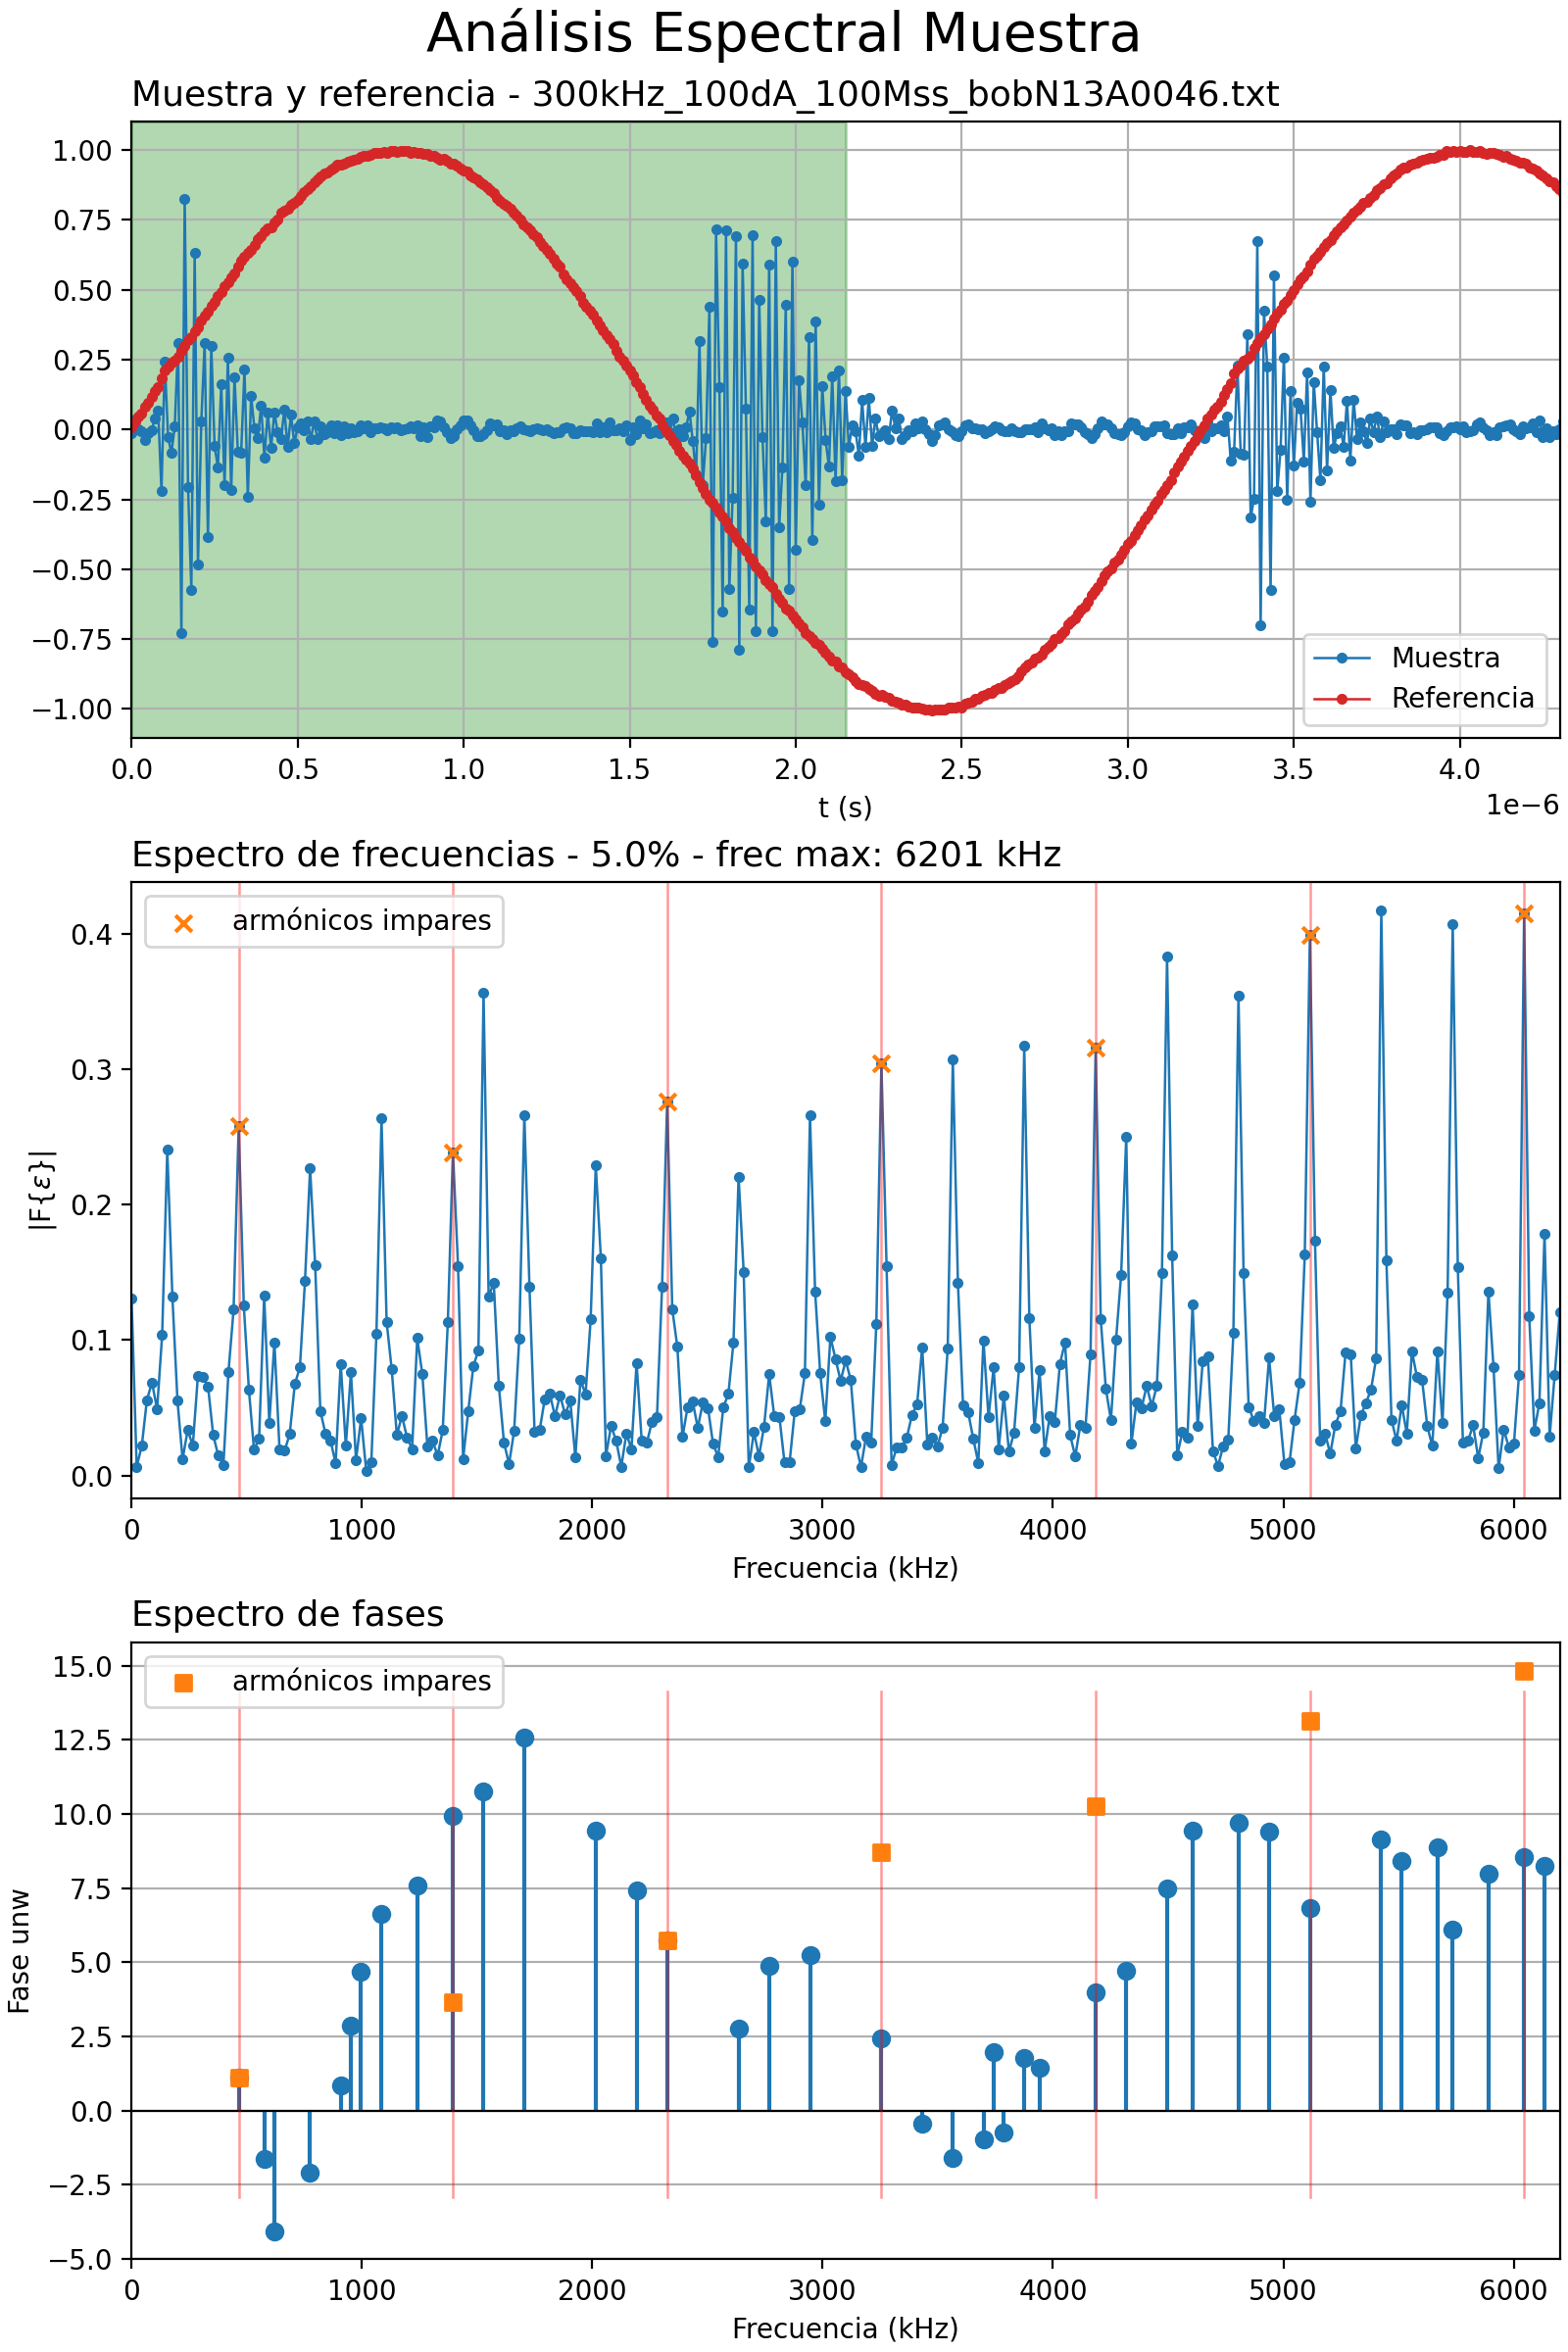 Análisis Espectral Muestra
Muestra y referencia - 300kHz_100dA_100Mss_bobN13A0046.txt
1.00
0.75
0.50
0.25
0.00
−0.25
−0.50
−0.75
−1.00
Muestra
Referencia
0.0 0.5 1.0 1.5 2.0 2.5 3.0 3.5 4.0
t (s)
1e−6
Espectro de frecuencias - 5.0% - frec max: 6201 kHz
armónicos impares
0.4
0.3
0.2
0.1
0.0
|F{ε}|
0 1000 2000 3000 4000 5000 6000
Frecuencia (kHz)
Espectro de fases
armónicos impares
15.0
12.5
10.0
7.5
5.0
2.5
0.0
−2.5
−5.0
Fase unw
0 1000 2000 3000 4000 5000 6000
Frecuencia (kHz)